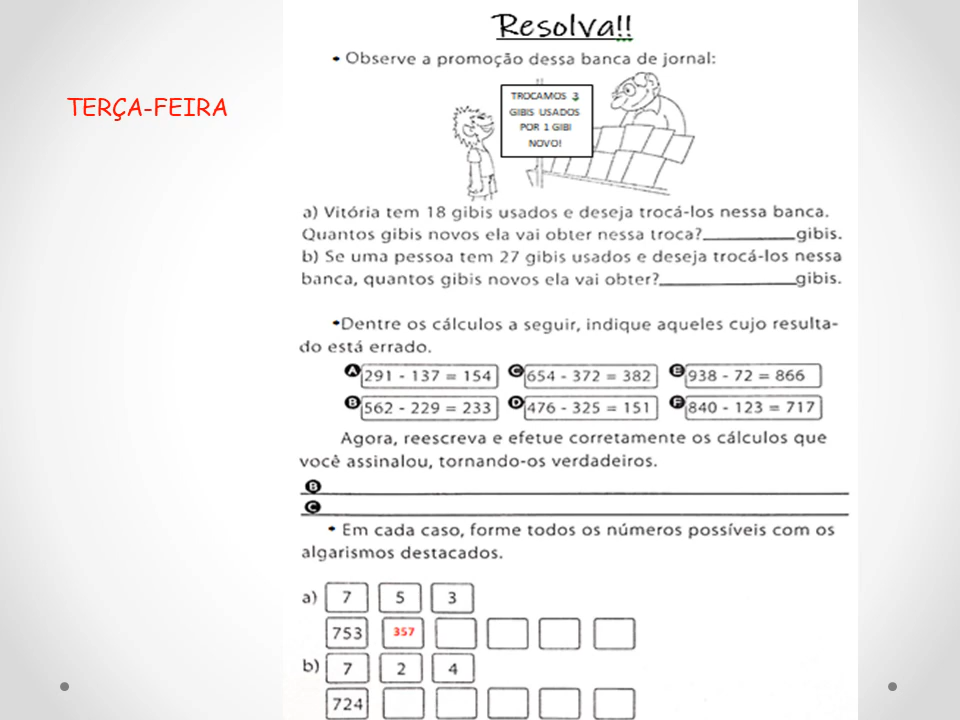 TERÇA-FEIRA
Resolva!!
• Observe a promoção dessa banca de jornal:
TROCAMOS 3
GIBIS USADOS
POR 1 GIBI
NOVO!
a) Vitória tem 18 gibis usados e deseja trocá-los nessa banca.
Quantos gibis novos ela vai obter nessa troca?__________gibis.
b) Se uma pessoa tem 27 gibis usados e deseja trocá-los nessa
banca, quantos gibis novos ela vai obter?______________gibis.
•Dentre os cálculos a seguir, indique aqueles cujo resulta-
do está errado.
A 291 - 137 = 154 C 654 - 372 = 382 E 938 - 72 = 866
B 562 - 229 = 233 D 476 - 325 = 151 F 840 - 123 = 717
Agora, reescreva e efetue corretamente os cálculos que
você assinalou, tornando-os verdadeiros.
B
C
• Em cada caso, forme todos os números possíveis com os
algarismos destacados.
a) 7 5 3
753 357
b) 7 2 4
724